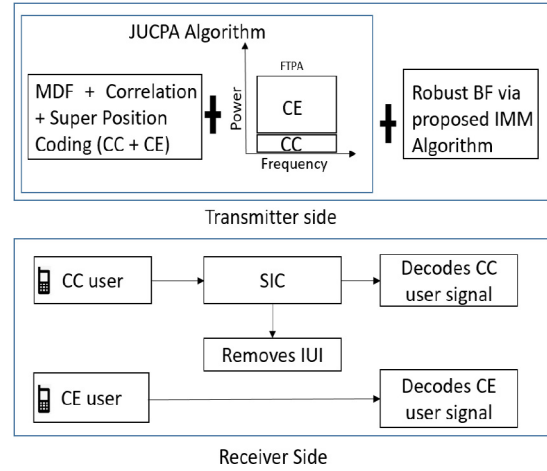 JUCPA Algorithm
MDF + Correlation
+ Super Position
Coding (CC + CE)
Power
FTPA
CE
CC
Frequency
Robust BF via
proposed IMM
Algorithm
Transmitter side
CC user
SIC
Decodes CC
user signal
Removes IUI
CE user
Decodes CE
user signal
Receiver Side